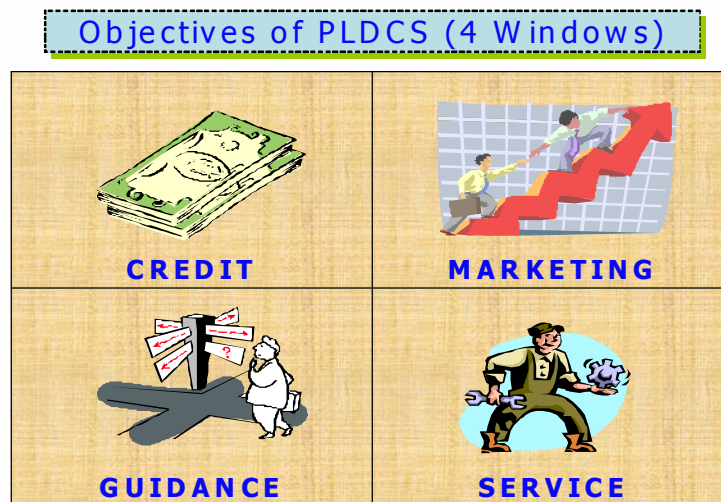 Objectives of PLDCS (4 Windows)
CREDIT
MARKETING
?
GUIDANCE
SERVICE